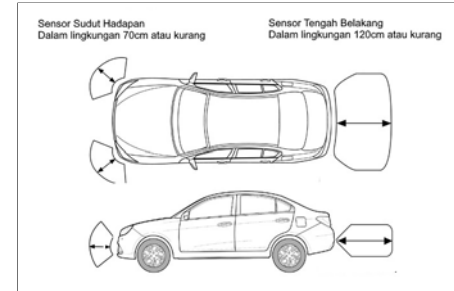 Sensor Sudut Hadapan
Dalam lingkungan 70cm atau kurang
Sensor Tengah Belakang
Dalam lingkungan 120cm atau kurang